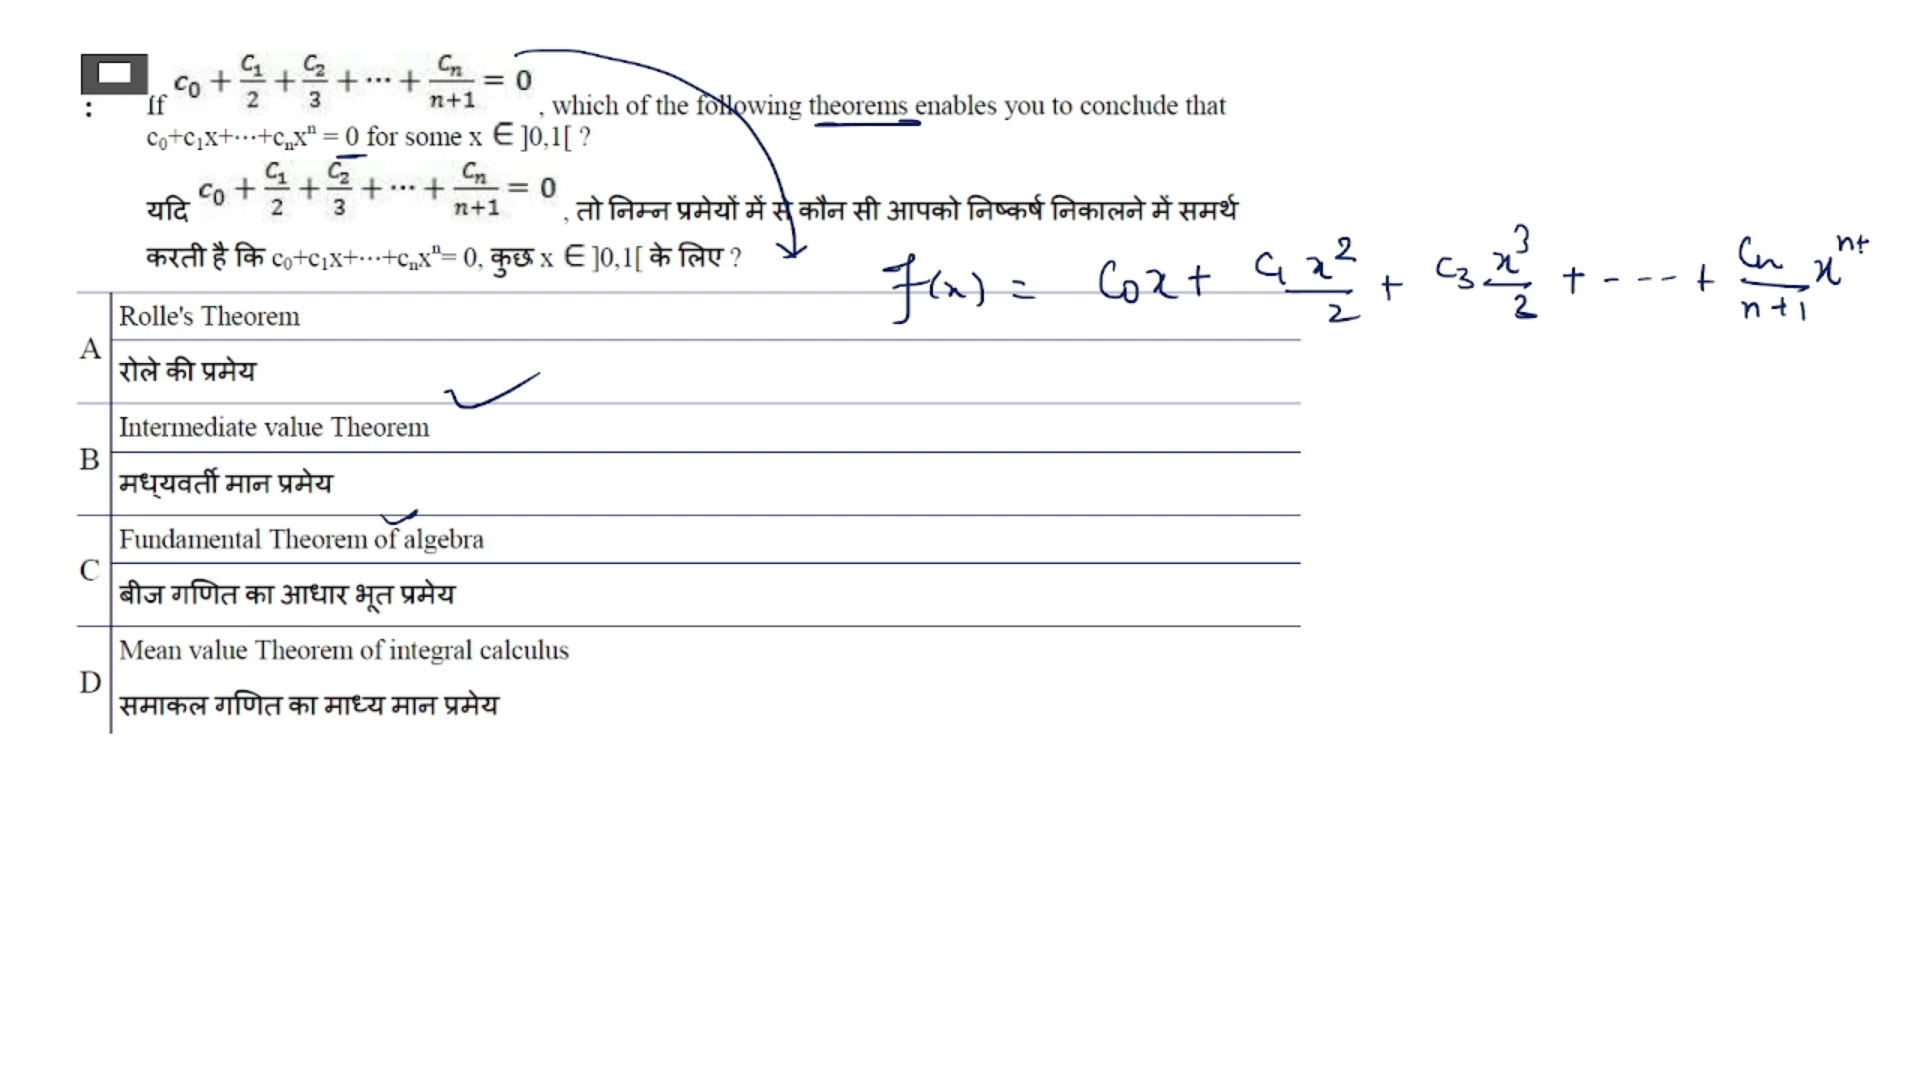 If c₀ + C₁/2 + C₂/3 + ⋯ + Cₙ/n+1 = 0 , which of the following theorems enables you to conclude that
c₀+c₁x+⋯+cₙxⁿ = 0 for some x ∈ ]0,1[ ?
यदि c₀ + C₁/2 + C₂/3 + ⋯ + Cₙ/n+1 = 0 , तो निम्न प्रमेयों में से कौन सी आपको निष्कर्ष निकालने में समर्थ
करती है कि c₀+c₁x+⋯+cₙxⁿ= 0, कुछ x ∈ ]0,1[ के लिए ?
f(x) = C₀x + C₁x²/2 + C₃x³/3 + ---- + Cₙ/n+1 xⁿ⁺
A
Rolle's Theorem
रोले की प्रमेय
B
Intermediate value Theorem
मध्यवर्ती मान प्रमेय
C
Fundamental Theorem of algebra
बीज गणित का आधार भूत प्रमेय
D
Mean value Theorem of integral calculus
समाकल गणित का माध्य मान प्रमेय